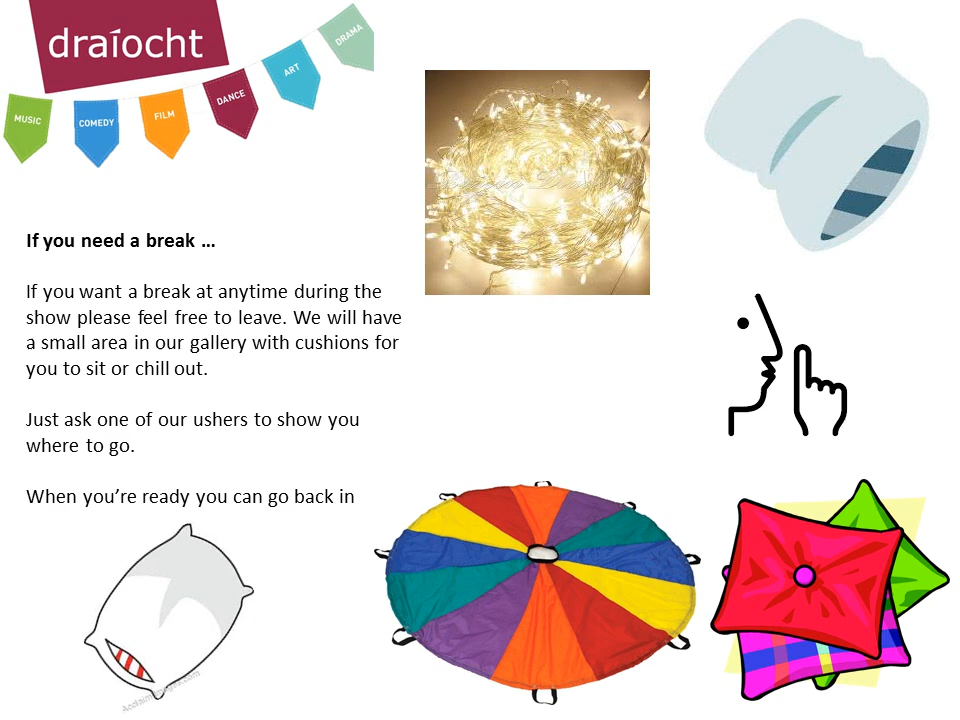 draíocht
MUSIC
COMEDY
FILM
DANCE
ART
DRAMA
If you need a break ...
If you want a break at anytime during the
show please feel free to leave. We will have
a small area in our gallery with cushions for
you to sit or chill out.
Just ask one of our ushers to show you
where to go.
When you’re ready you can go back in